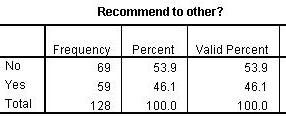 Recommend to other?
Frequency Percent Valid Percent
No 69 53.9 53.9
Yes 59 46.1 46.1
Total 128 100.0 100.0